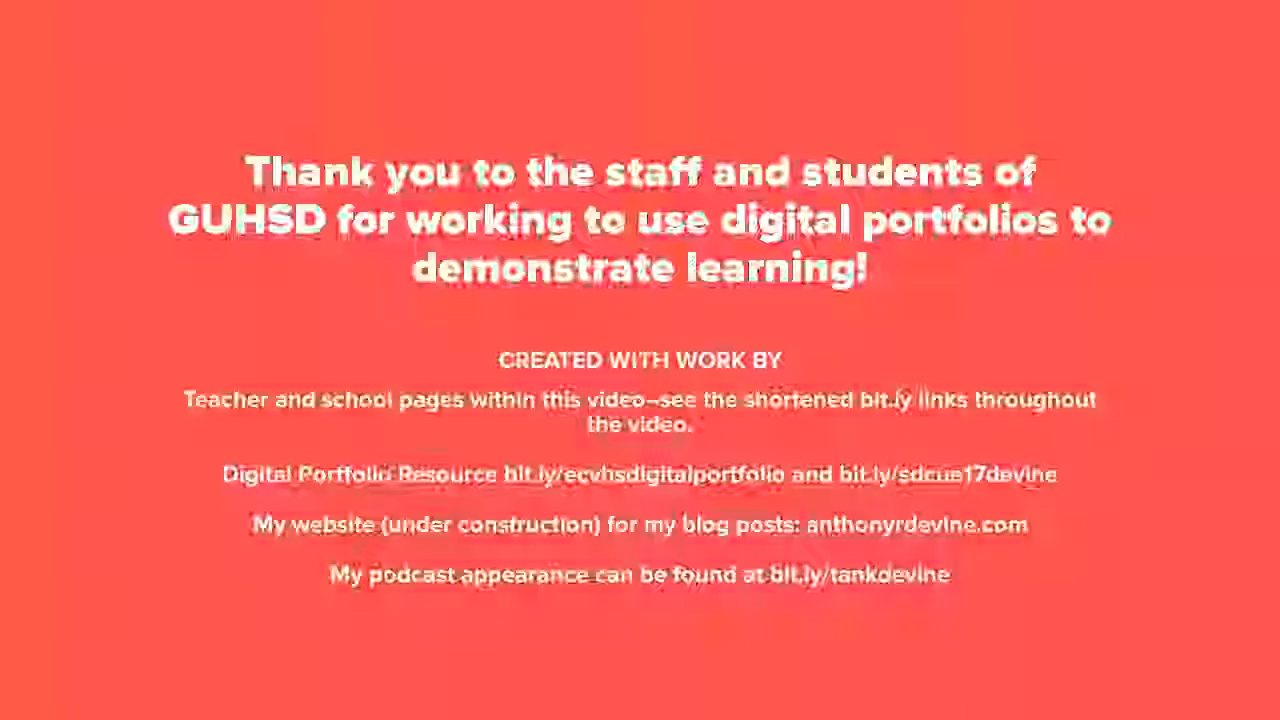 Thank you to the staff and students of
GUHSD for working to use digital portfolios to
demonstrate learning!
CREATED WITH WORK BY
Teacher and school pages within this video–see the shortened bit.ly links throughout
the video.
Digital Portfolio Resource bit.ly/ecvhsdigitalportfolio and bit.ly/sdcue17devine
My website (under construction) for my blog posts: anthonyrdevine.com
My podcast appearance can be found at bit.ly/tankdevine